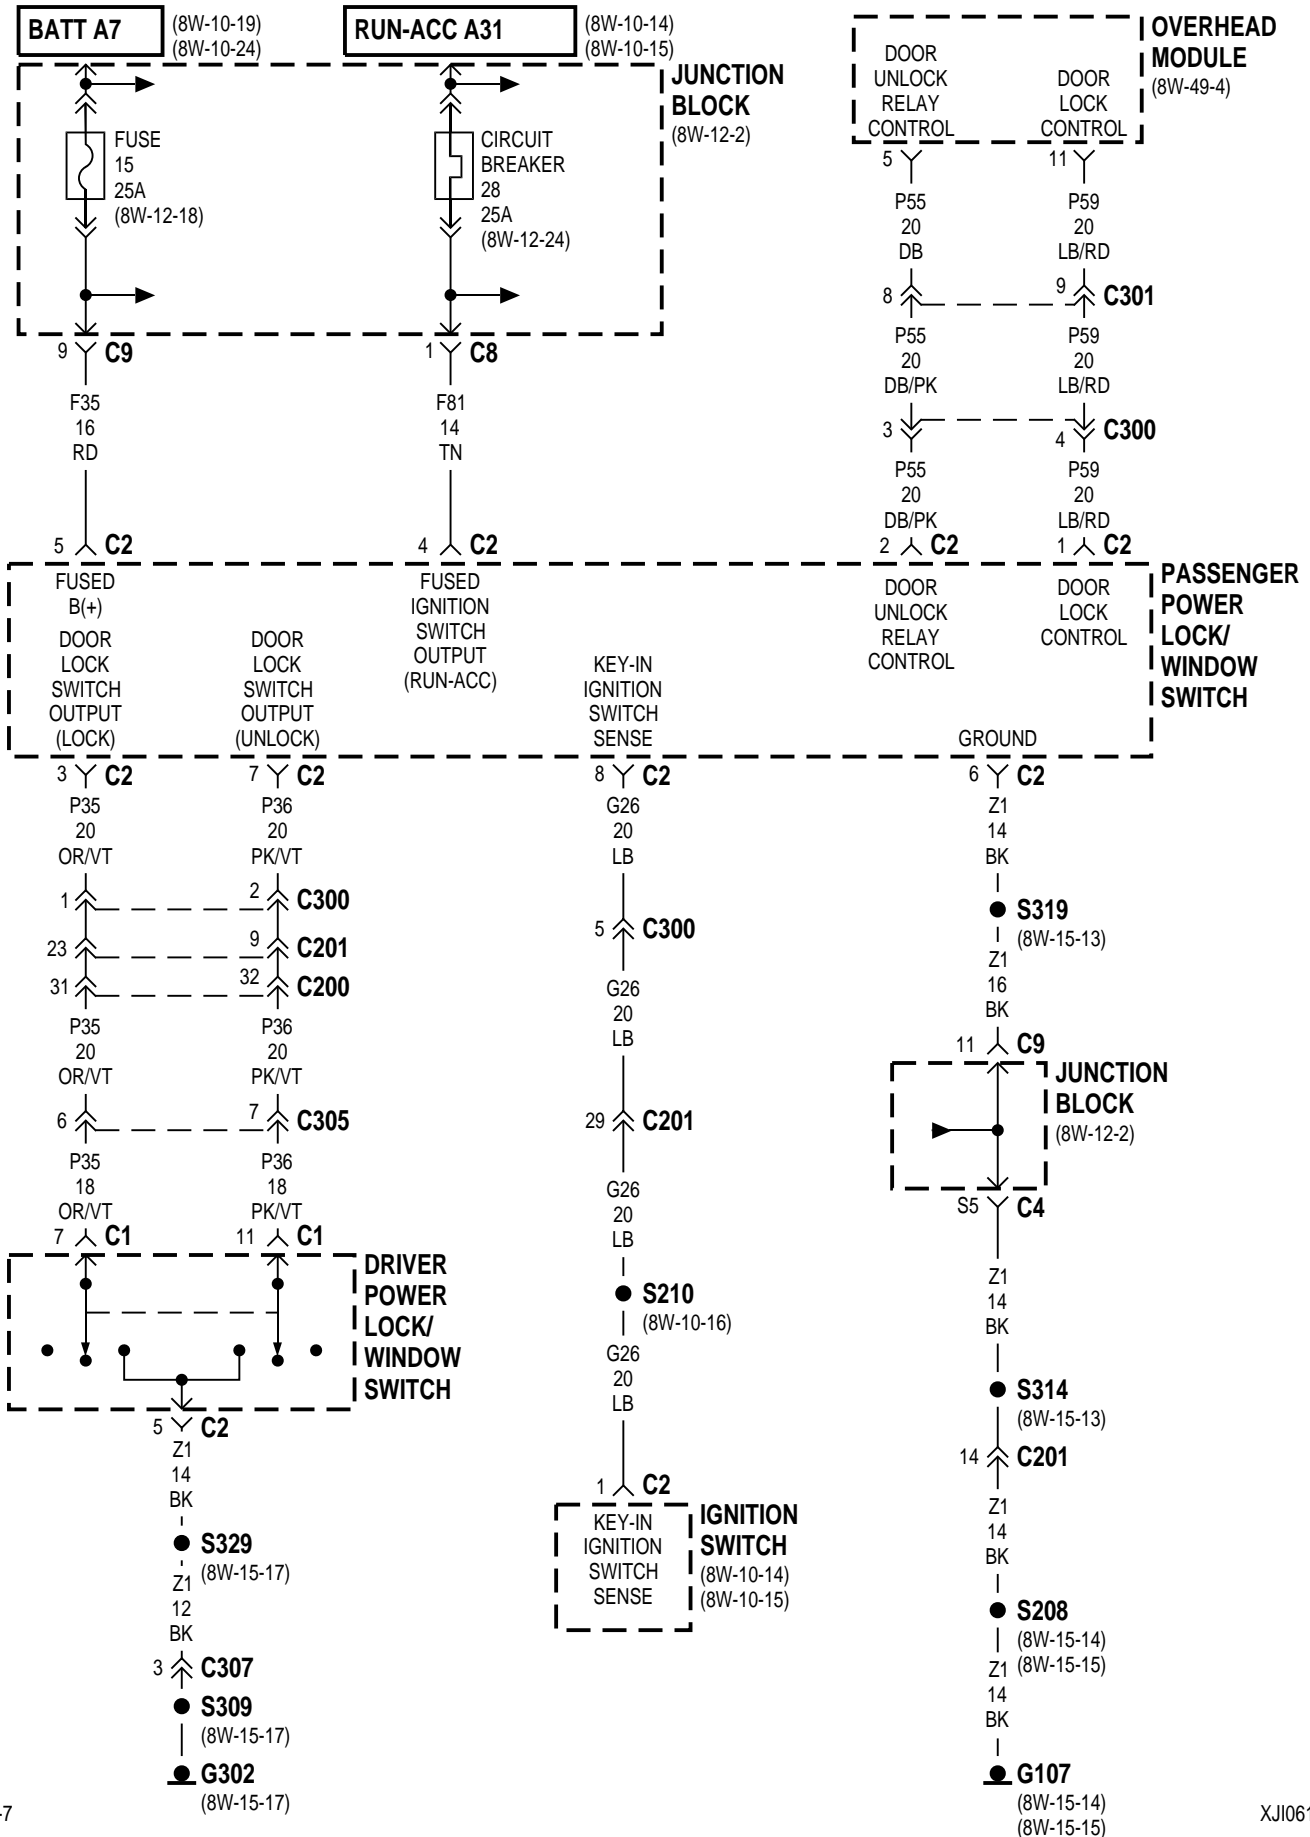 BATT A7
(8W-10-19)
(8W-10-24)
RUN-ACC A31
(8W-10-14)
(8W-10-15)
JUNCTION
BLOCK
(8W-12-2)
FUSE
15
25A
(8W-12-18)
CIRCUIT
BREAKER
28
25A
(8W-12-24)
OVERHEAD
MODULE
(8W-49-4)
DOOR
UNLOCK
RELAY
CONTROL
DOOR
LOCK
CONTROL
5
11
P55
20
DB
P59
20
LB/RD
8
9
C301
P55
20
DB/PK
P59
20
LB/RD
3
4
C300
P55
20
DB/PK
P59
20
LB/RD
9
C9
F35
16
RD
1
C8
F81
14
TN
5
C2
4
C2
2
C2
1
C2
PASSENGER
POWER
LOCK/
WINDOW
SWITCH
FUSED
B(+)
FUSED
IGNITION
SWITCH
OUTPUT
(RUN-ACC)
DOOR
UNLOCK
RELAY
CONTROL
DOOR
LOCK
CONTROL
DOOR
LOCK
SWITCH
OUTPUT
(LOCK)
DOOR
LOCK
SWITCH
OUTPUT
(UNLOCK)
KEY-IN
IGNITION
SWITCH
SENSE
GROUND
3
C2
P35
20
OR/VT
7
C2
P36
20
PK/VT
1
2
C300
23
9
C201
31
32
C200
P35
20
OR/VT
P36
20
PK/VT
6
7
C305
P35
18
OR/VT
P36
18
PK/VT
7
C1
11
C1
DRIVER
POWER
LOCK/
WINDOW
SWITCH
5
C2
Z1
14
BK
S329
(8W-15-17)
Z1
12
BK
3
C307
S309
(8W-15-17)
G302
(8W-15-17)
8
C2
G26
20
LB
5
C300
G26
20
LB
29
C201
G26
20
LB
S210
(8W-10-16)
G26
20
LB
1
C2
KEY-IN
IGNITION
SWITCH
SENSE
IGNITION
SWITCH
(8W-10-14)
(8W-10-15)
6
C2
Z1
14
BK
S319
(8W-15-13)
Z1
16
BK
11
C9
JUNCTION
BLOCK
(8W-12-2)
S5
C4
Z1
14
BK
S314
(8W-15-13)
14
C201
Z1
14
BK
S208
(8W-15-14)
(8W-15-15)
Z1
14
BK
G107
(8W-15-14)
(8W-15-15)
-7
XJI061